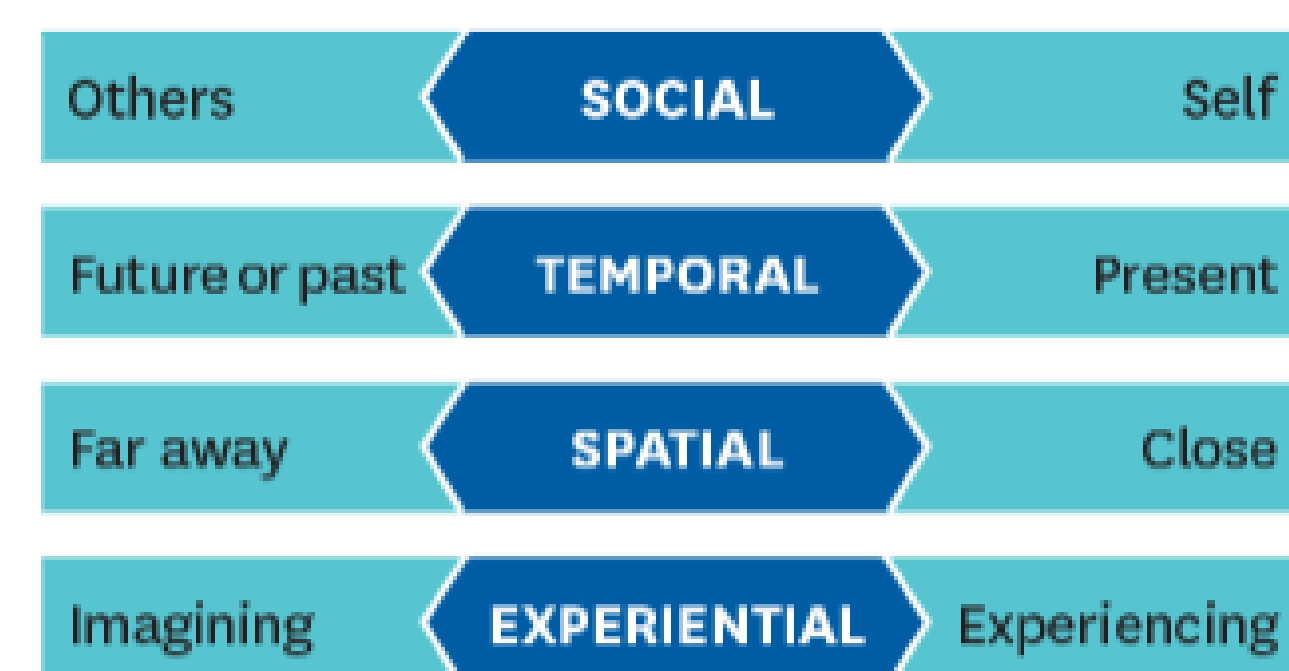 Others SOCIAL Self
Future or past TEMPORAL Present
Far away SPATIAL Close
Imagining EXPERIENTIAL Experiencing